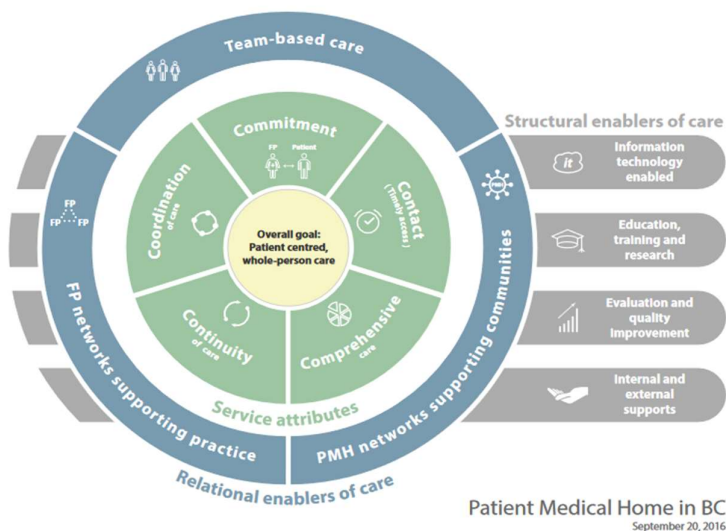 Team-based care
Structural enablers of care
Commitment
FP
Patient
Coordination
of care
Contact
(Timely access)
Overall goal:
Patient centred,
whole-person care
Continuity
of care
Comprehensive
care
Service attributes
FP
FP
FP
FP networks supporting practice
PMH
PMH networks supporting communities
Relational enablers of care
it
Information
technology
enabled
Education,
training and
research
Evaluation and
quality
improvement
Internal and
external
supports
Patient Medical Home in BC
September 20, 2016